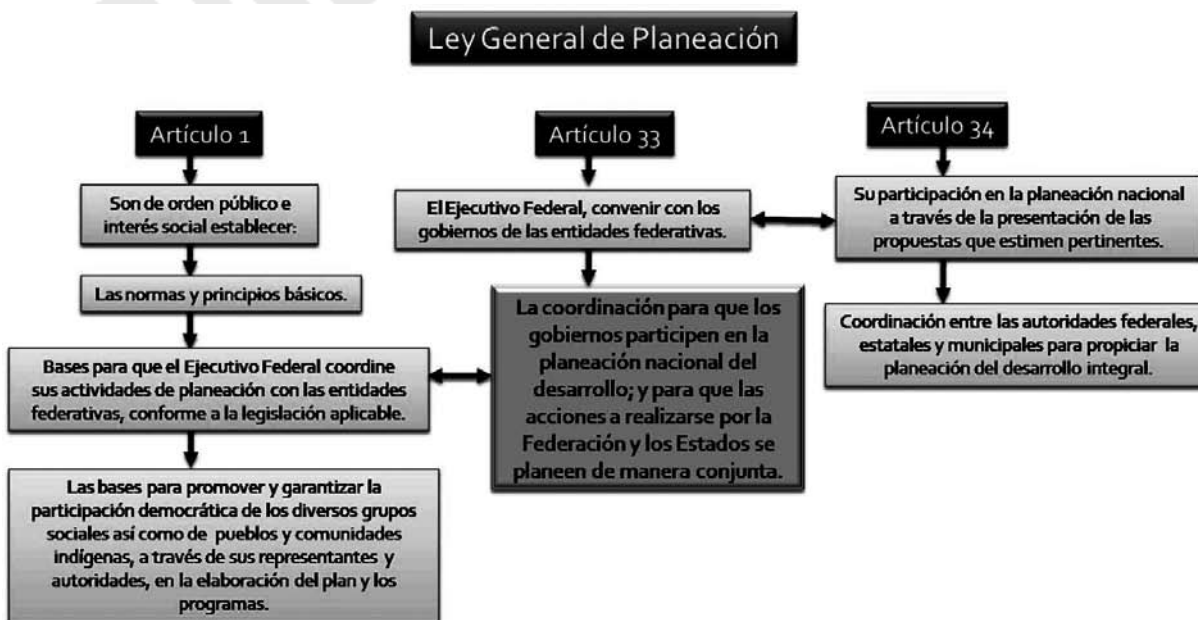 Ley General de Planeación
Artículo 1
Son de orden público e
interés social establecer:
Las normas y principios básicos.
Bases para que el Ejecutivo Federal coordine
sus actividades de planeación con las entidades
federativas, conforme a la legislación aplicable.
Las bases para promover y garantizar la
participación democrática de los diversos grupos
sociales así como de pueblos y comunidades
indígenas, a través de sus representantes y
autoridades, en la elaboración del plan y los
programas.
Artículo 33
El Ejecutivo Federal, convenir con los
gobiernos de las entidades federativas.
La coordinación para que los
gobiernos participen en la
planeación nacional del
desarrollo; y para que las
acciones a realizarse por la
Federación y los Estados se
planeen de manera conjunta.
Artículo 34
Su participación en la planeación nacional
a través de la presentación de las
propuestas que estimen pertinentes.
Coordinación entre las autoridades federales,
estatales y municipales para propiciar la
planeación del desarrollo integral.